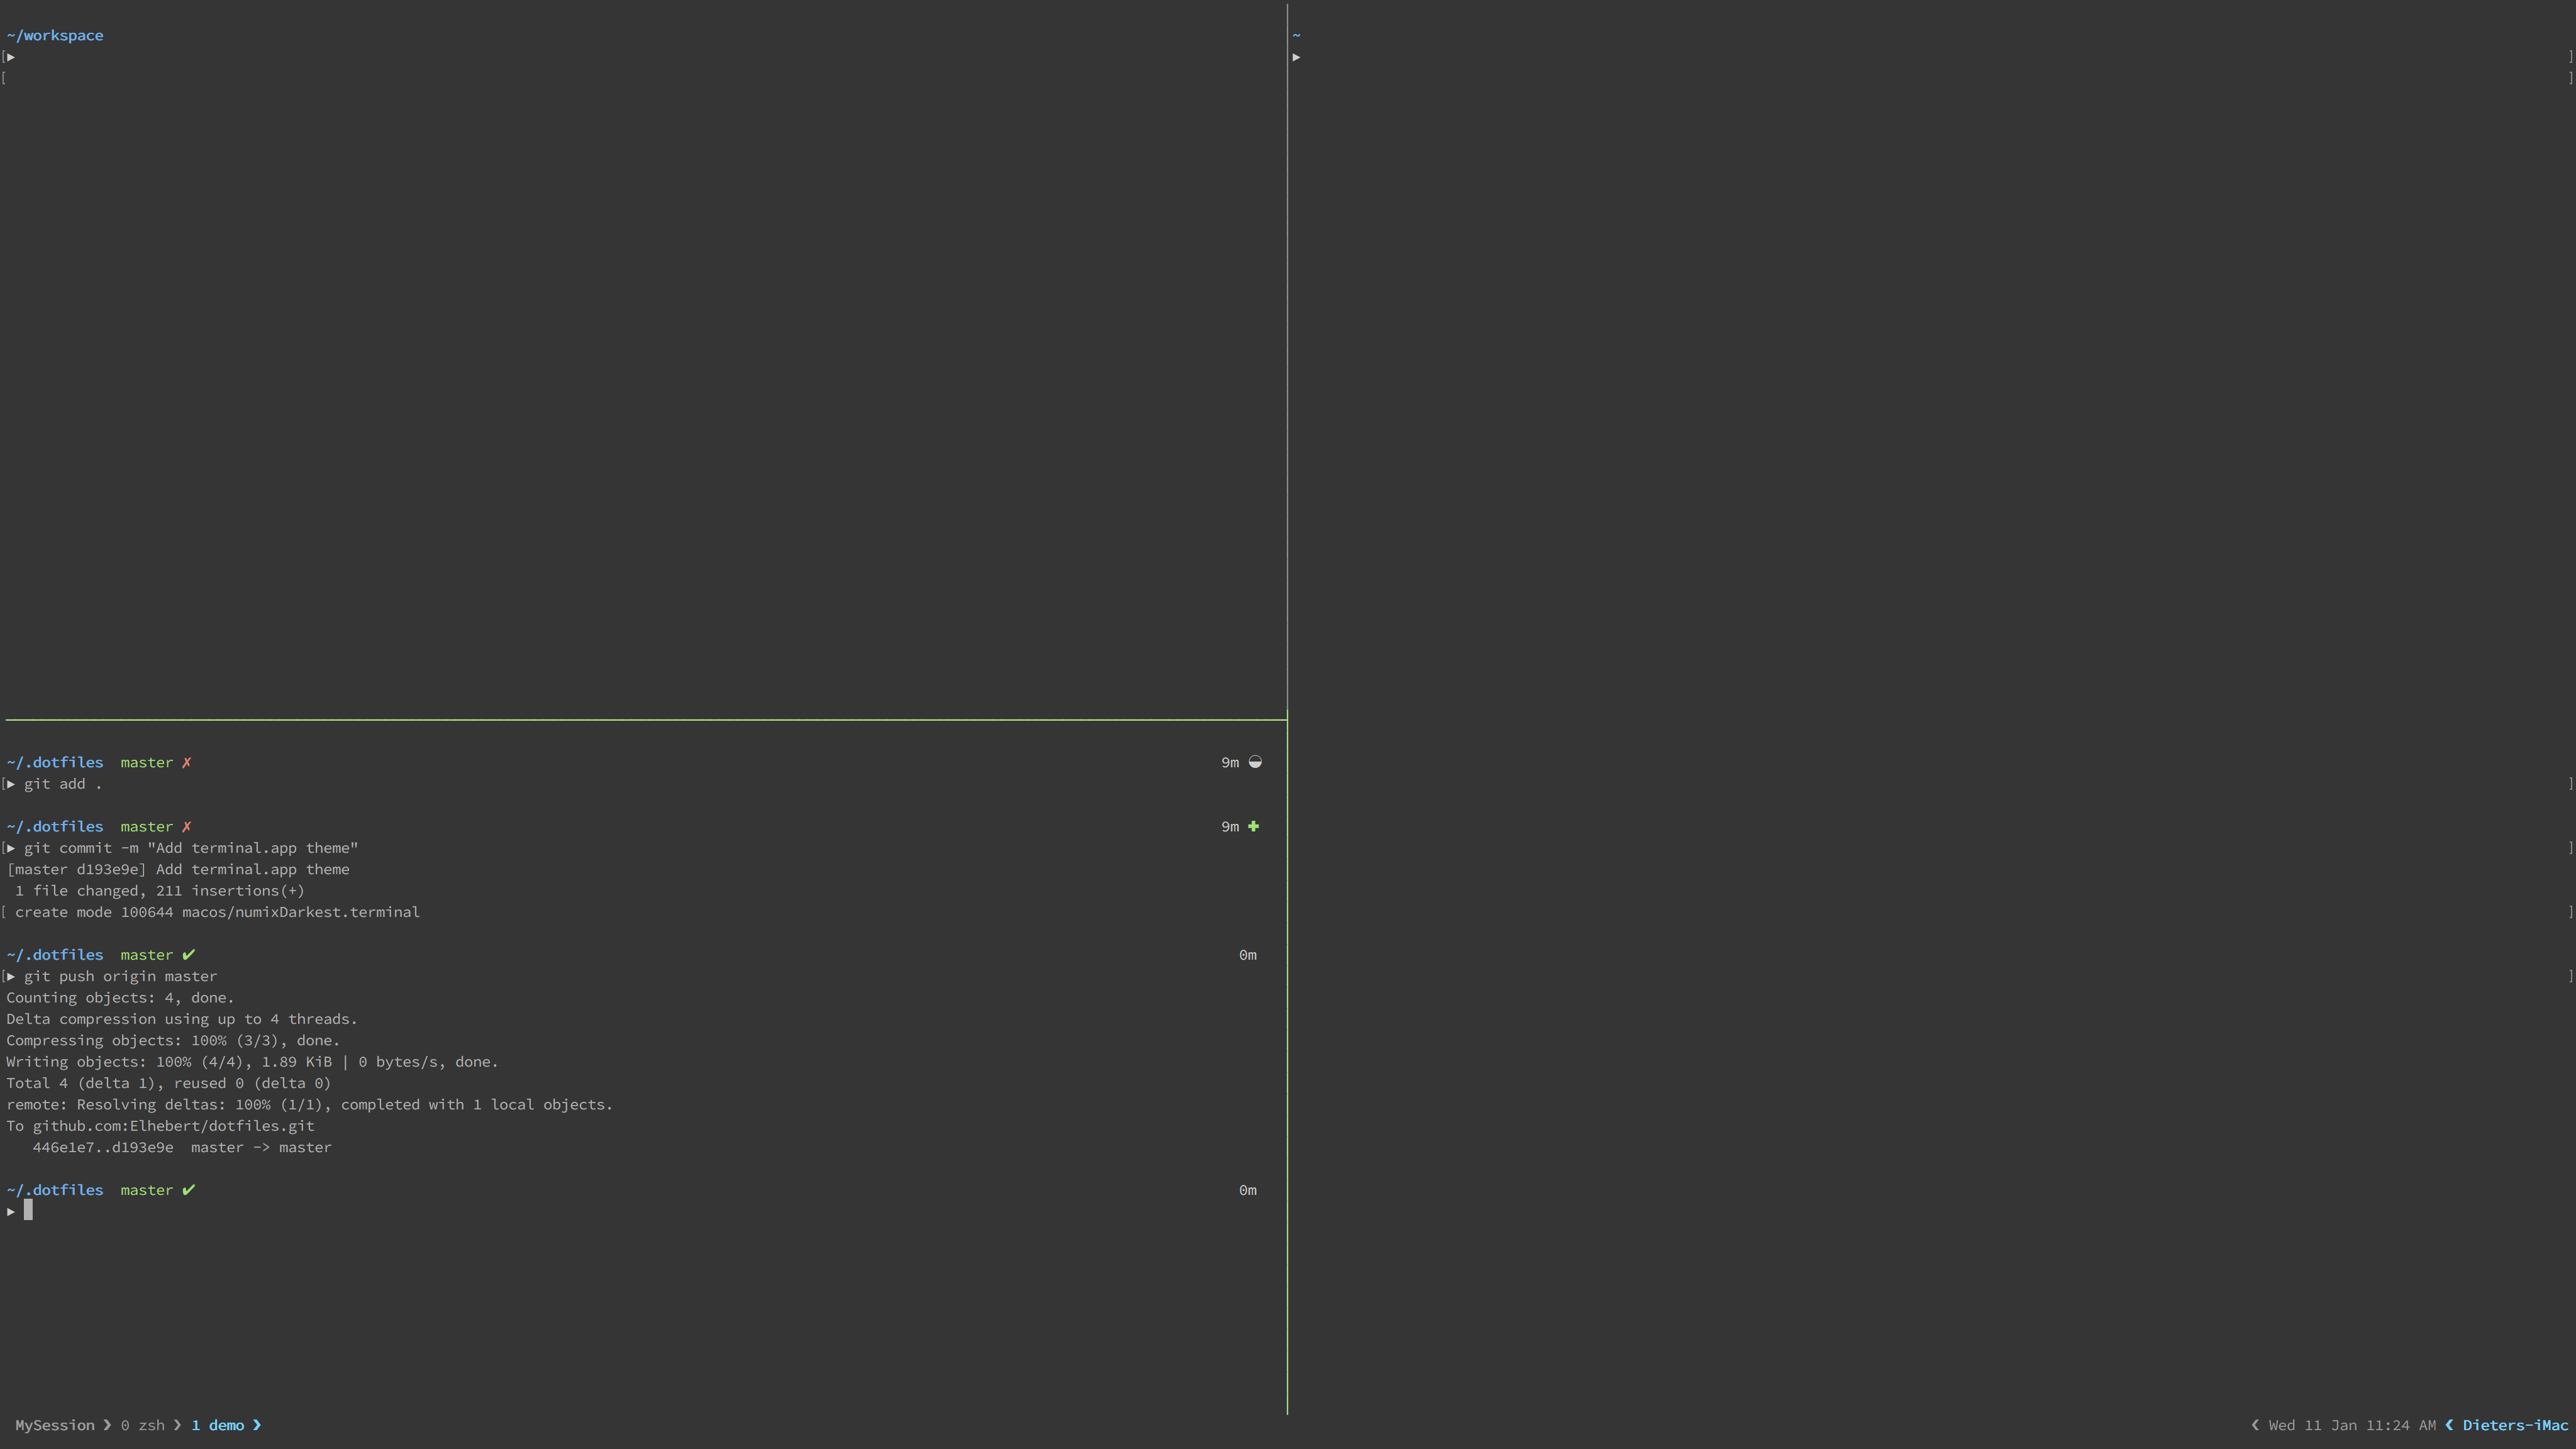 ~/workspace
[▶
[
~
▶ ]
]
~/.dotfiles  master ✗ 9m ◒
[▶ git add . ]
~/.dotfiles  master ✗ 9m ✚
[▶ git commit -m "Add terminal.app theme" ]
[master d193e9e] Add terminal.app theme
 1 file changed, 211 insertions(+)
[ create mode 100644 macos/numixDarkest.terminal ]
~/.dotfiles  master ✔ 0m
[▶ git push origin master ]
Counting objects: 4, done.
Delta compression using up to 4 threads.
Compressing objects: 100% (3/3), done.
Writing objects: 100% (4/4), 1.89 KiB | 0 bytes/s, done.
Total 4 (delta 1), reused 0 (delta 0)
remote: Resolving deltas: 100% (1/1), completed with 1 local objects.
To github.com:Elhebert/dotfiles.git
   446e1e7..d193e9e  master -> master
~/.dotfiles  master ✔ 0m
▶
MySession ❯ 0 zsh ❯ 1 demo ❯ ❮ Wed 11 Jan 11:24 AM ❮ Dieters-iMac